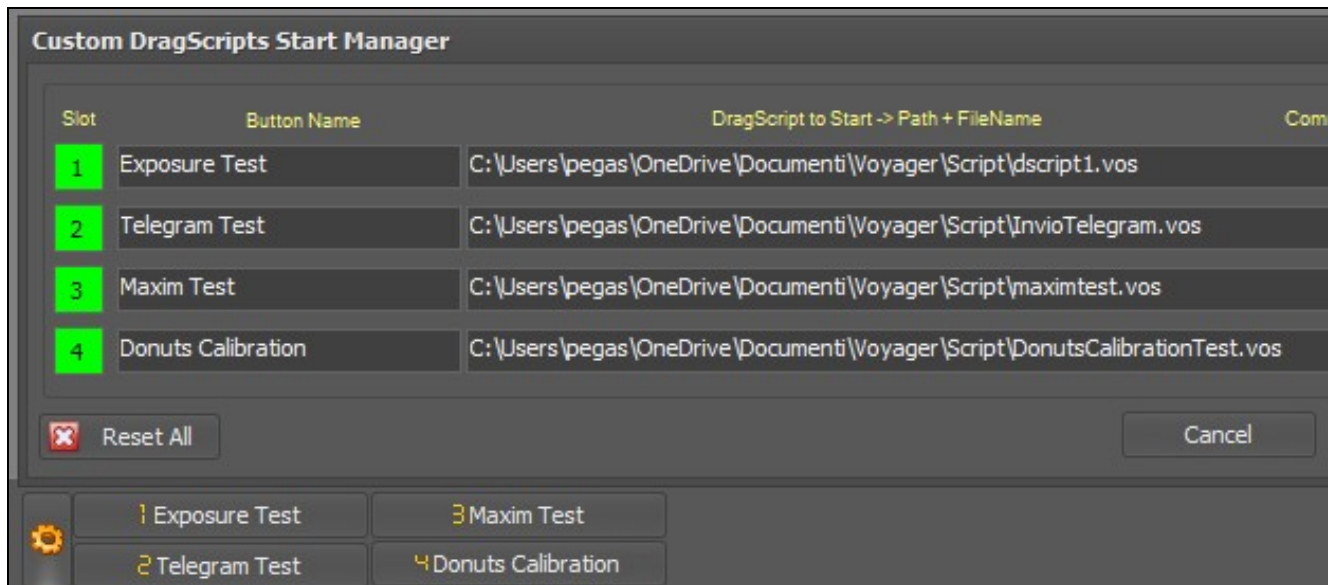 Custom DragScripts Start Manager
Slot Button Name DragScript to Start -> Path + FileName Com
1 Exposure Test C:\Users\pegas\OneDrive\Documenti\Voyager\Script\dscript1.vos
2 Telegram Test C:\Users\pegas\OneDrive\Documenti\Voyager\Script\InvioTelegram.vos
3 Maxim Test C:\Users\pegas\OneDrive\Documenti\Voyager\Script\maximtest.vos
4 Donuts Calibration C:\Users\pegas\OneDrive\Documenti\Voyager\Script\DonutsCalibrationTest.vos
Reset All Cancel
1 Exposure Test 3 Maxim Test
2 Telegram Test 4 Donuts Calibration